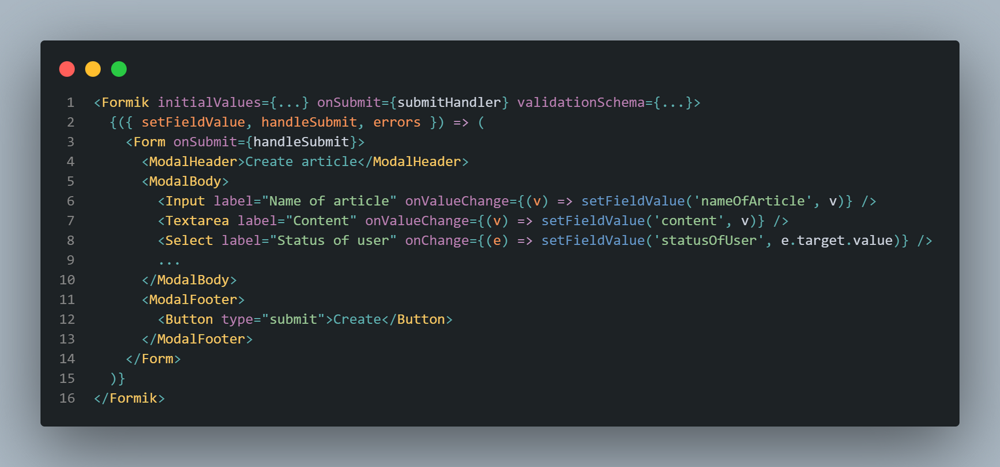 1 <Formik initialValues={...} onSubmit={submitHandler} validationSchema={...}>
2   {({ setFieldValue, handleSubmit, errors }) => (
3     <Form onSubmit={handleSubmit}>
4       <ModalHeader>Create article</ModalHeader>
5       <ModalBody>
6         <Input label="Name of article" onValueChange={(v) => setFieldValue('nameOfArticle', v)} />
7         <Textarea label="Content" onValueChange={(v) => setFieldValue('content', v)} />
8         <Select label="Status of user" onChange={(e) => setFieldValue('statusOfUser', e.target.value)} />
9         ...
10       </ModalBody>
11       <ModalFooter>
12         <Button type="submit">Create</Button>
13       </ModalFooter>
14     </Form>
15   )}
16 </Formik>